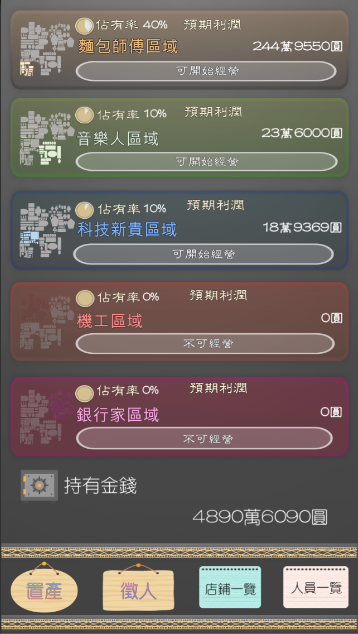 佔有率 40% 預期利潤
麵包師傅區域 244萬9550圓
可開始經營
佔有率 10% 預期利潤
音樂人區域 23萬6000圓
可開始經營
佔有率 10% 預期利潤
科技新貴區域 18萬9369圓
可開始經營
佔有率 0% 預期利潤
機工區域 0圓
不可經營
佔有率 0% 預期利潤
銀行家區域 0圓
不可經營
持有金錢
4890萬6090圓
置產 徵人 店鋪一覽 人員一覽